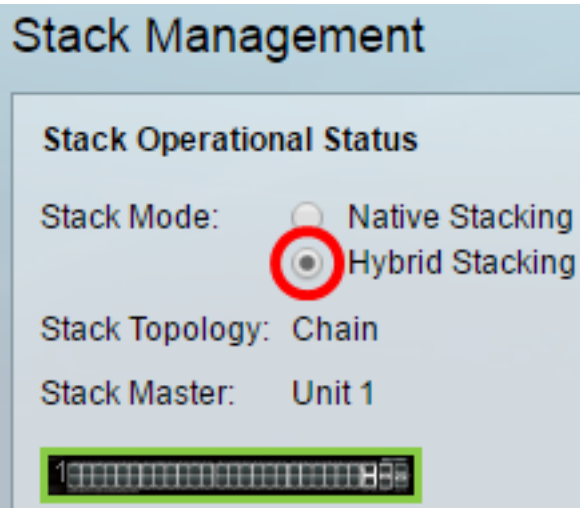 Stack Management
Stack Operational Status
Stack Mode: Native Stacking
Hybrid Stacking
Stack Topology: Chain
Stack Master: Unit 1
1